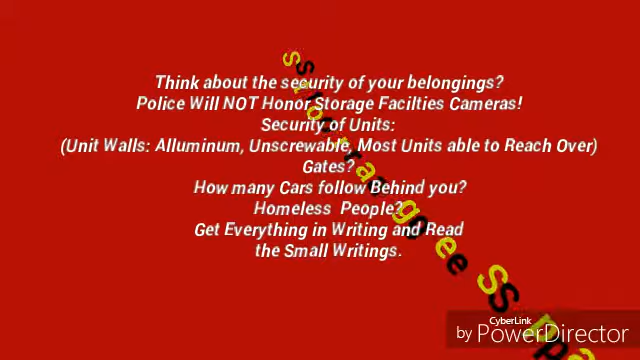 Think about the security of your belongings?
Police Will NOT Honor Storage Facilties Cameras!
Security of Units:
(Unit Walls: Alluminum, Unscrewable, Most Units able to Reach Over)
Gates?
How many Cars follow Behind you?
Homeless People?
Get Everything in Writing and Read
the Small Writings.
CyberLink
by PowerDirector